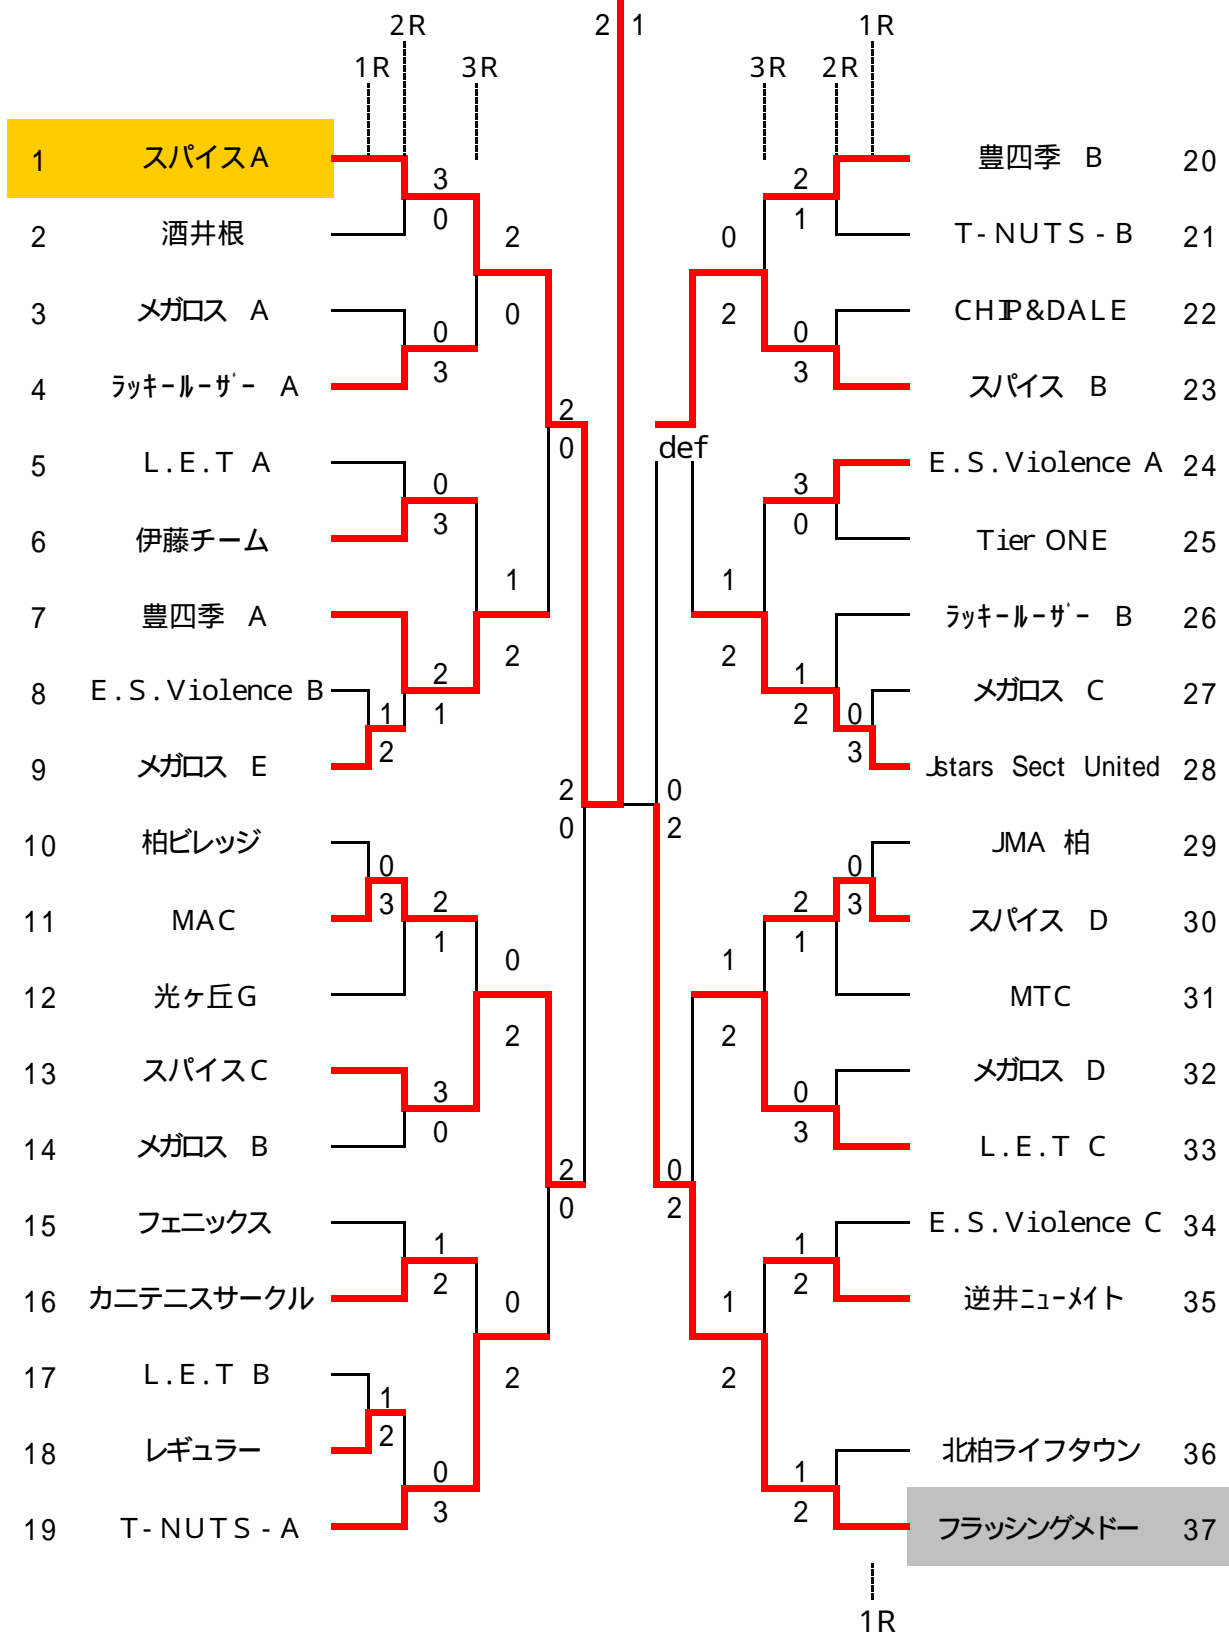 2R 2 1 1R
1R 3R 3R 2R
1 スパイスA 豊四季 B 20
3 2
0 1
2 酒井根 2 0 T-NUTS-B 21
3 メガロス A 0 2 CHIP&DALE 22
0 0
3 3
4 ラッキールーザー A スパイス B 23
2
0 def
5 L.E.T A E.S.Violence A 24
0 3
3 0
6 伊藤チーム Tier ONE 25
1 1
7 豊四季 A ラッキールーザー B 26
2 2
2 1
8 E.S.Violence B メガロス C 27
1 1 2 0
2 3
9 メガロス E Jstars Sect United 28
2 0
0 2
10 柏ビレッジ JMA 柏 29
0 0
3 2 2 3
11 MAC スパイス D 30
1 1
0 1
12 光ヶ丘G MTC 31
2 2
13 スパイスC メガロス D 32
3 0
0 3
14 メガロス B L.E.T C 33
2 0
0 2
15 フェニックス E.S.Violence C 34
1 1
2 2
16 カニテニスサークル 0 1 逆井ニューメイト 35
17 L.E.T B 2 2
1
2
18 レギュラー 北柏ライフタウン 36
0 1
3 2
19 T-NUTS-A フラッシングメドー 37
1R